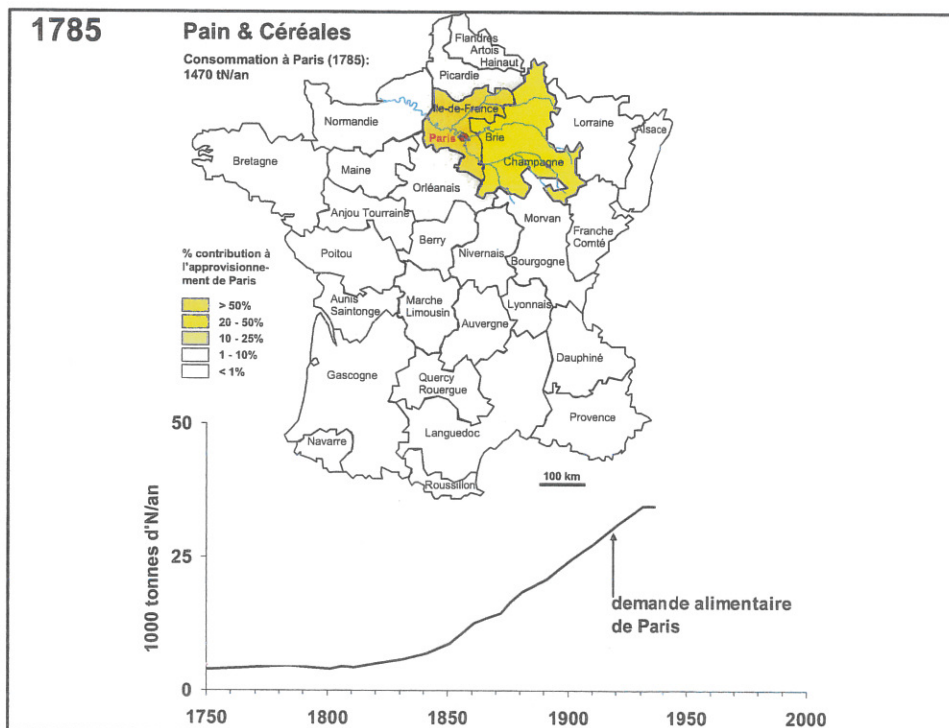 1785
Pain & Céréales
Consommation à Paris (1785):
1470 tN/an
Flandres
Artois
Hainaut
Picardie
Ile-de-France
Normandie
Lorraine
Alsace
Paris
Brie
Bretagne
Champagne
Maine
Orléanais
Anjou Touraine
Morvan
Franche
Comté
Berry
Nivernais
Poitou
Bourgogne
% contribution à
l'approvisionne-
ment de Paris
> 50%
20 - 50%
10 - 25%
1 - 10%
< 1%
Aunis
Saintonge
Marche
Limousin
Lyonnais
Auvergne
Dauphiné
Gascogne
Quercy
Rouergue
Provence
Languedoc
Navarre
Roussillon
100 km
50
25
0
1000 tonnes d'N/an
demande alimentaire
de Paris
1750
1800
1850
1900
1950
2000